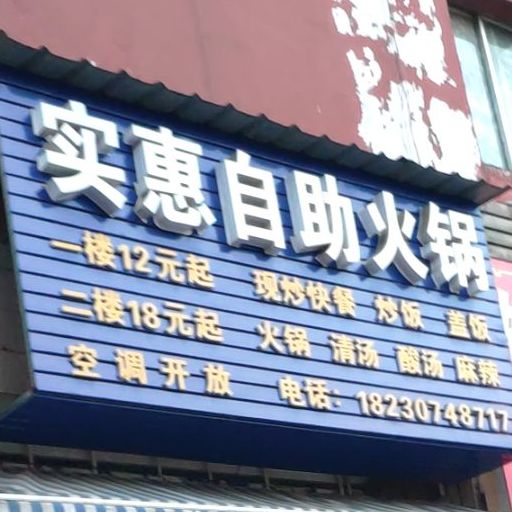 实惠自助火锅
一楼12元起 现炒快餐 炒饭 盖饭
二楼18元起 火锅 清汤 酸汤 麻辣
空调开放 电话：18230748717